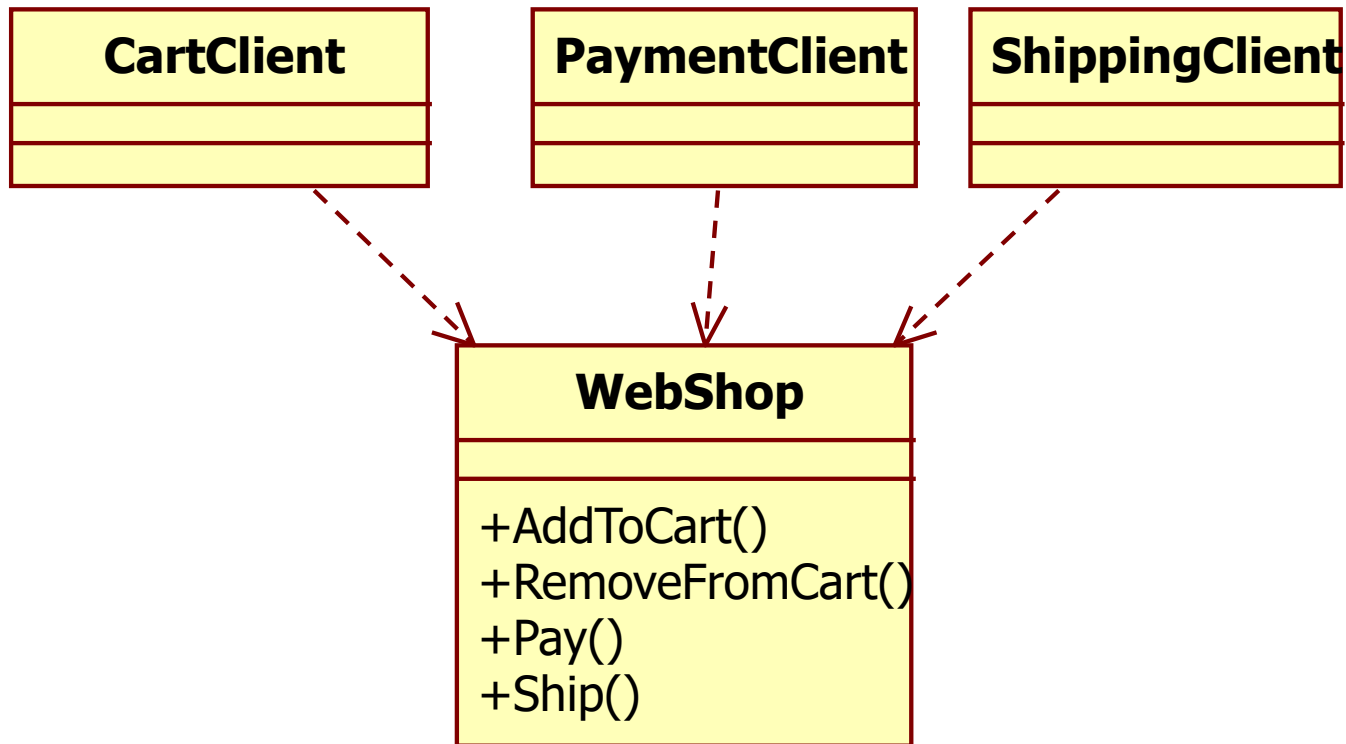 CartClient
PaymentClient
ShippingClient
WebShop
+AddToCart()
+RemoveFromCart()
+Pay()
+Ship()